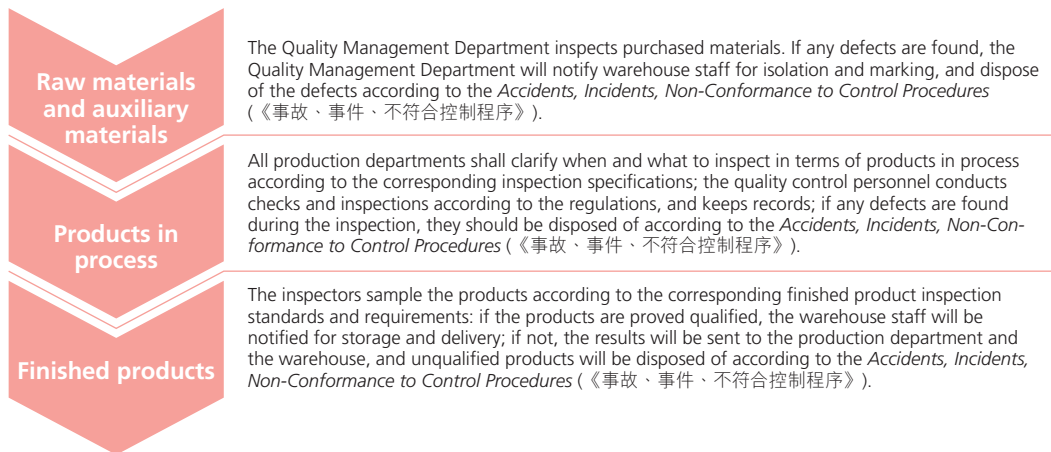 Raw materials
and auxiliary
materials
The Quality Management Department inspects purchased materials. If any defects are found, the
Quality Management Department will notify warehouse staff for isolation and marking, and dispose
of the defects according to the Accidents, Incidents, Non-Conformance to Control Procedures
(《事故、事件、不符合控制程序》).
Products in
process
All production departments shall clarify when and what to inspect in terms of products in process
according to the corresponding inspection specifications; the quality control personnel conducts
checks and inspections according to the regulations, and keeps records; if any defects are found
during the inspection, they should be disposed of according to the Accidents, Incidents, Non-Con-
formance to Control Procedures (《事故、事件、不符合控制程序》).
Finished products
The inspectors sample the products according to the corresponding finished product inspection
standards and requirements: if the products are proved qualified, the warehouse staff will be
notified for storage and delivery; if not, the results will be sent to the production department and
the warehouse, and unqualified products will be disposed of according to the Accidents, Incidents,
Non-Conformance to Control Procedures (《事故、事件、不符合控制程序》).